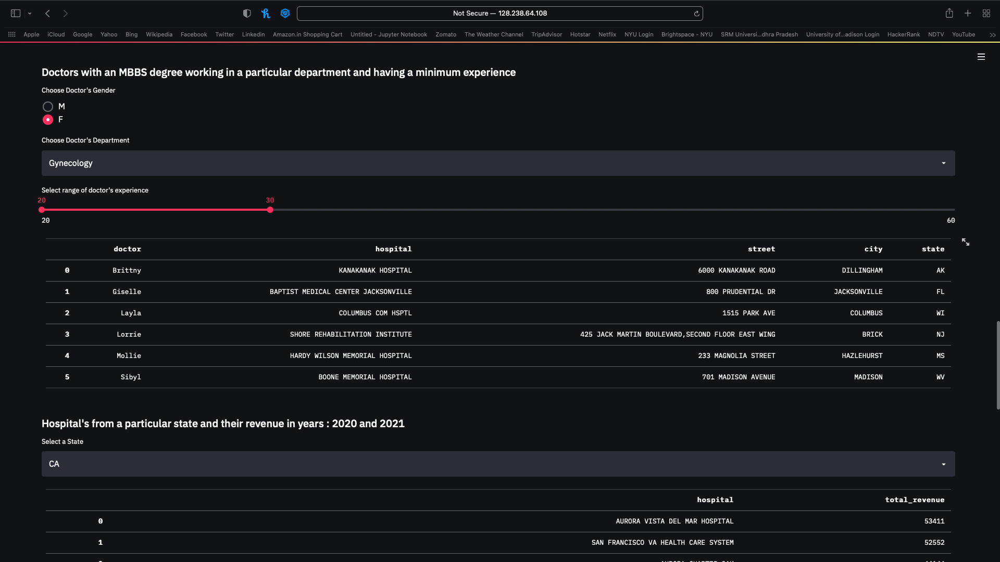 Not Secure — 128.238.64.108
Apple iCloud Google Yahoo Bing Wikipedia Facebook Twitter Linkedin Amazon.in Shopping Cart Untitled - Jupyter Notebook Zomato The Weather Channel TripAdvisor Hotstar Netflix NYU Login Brightspace - NYU SRM Universi...dhra Pradesh University of...adison Login HackerRank NDTV YouTube
Doctors with an MBBS degree working in a particular department and having a minimum experience
Choose Doctor's Gender
M
F
Choose Doctor's Department
Gynecology
Select range of doctor's experience
20 30
20 60
doctor hospital street city state
0 Brittny KANAKANAK HOSPITAL 6000 KANAKANAK ROAD DILLINGHAM AK
1 Giselle BAPTIST MEDICAL CENTER JACKSONVILLE 800 PRUDENTIAL DR JACKSONVILLE FL
2 Layla COLUMBUS COM HSPTL 1515 PARK AVE COLUMBUS WI
3 Lorrie SHORE REHABILITATION INSTITUTE 425 JACK MARTIN BOULEVARD,SECOND FLOOR EAST WING BRICK NJ
4 Mollie HARDY WILSON MEMORIAL HOSPITAL 233 MAGNOLIA STREET HAZLEHURST MS
5 Sibyl BOONE MEMORIAL HOSPITAL 701 MADISON AVENUE MADISON WV
Hospital's from a particular state and their revenue in years : 2020 and 2021
Select a State
CA
hospital total_revenue
0 AURORA VISTA DEL MAR HOSPITAL 53411
1 SAN FRANCISCO VA HEALTH CARE SYSTEM 52552